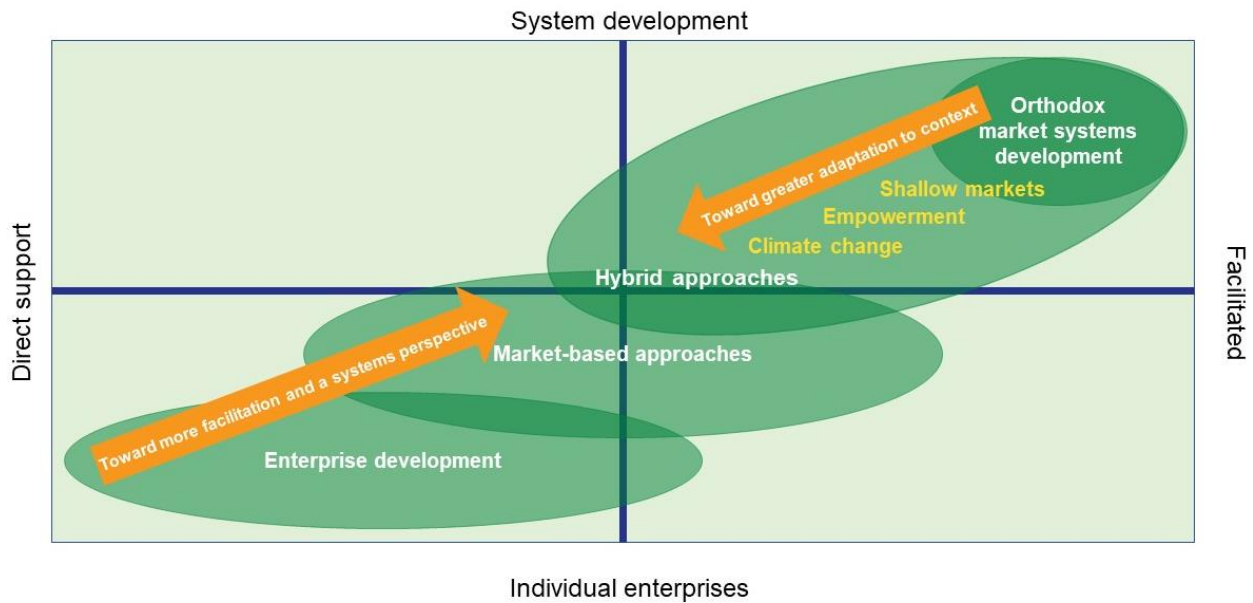 System development
Orthodox
market systems
development
Toward greater adaptation to context
Shallow markets
Empowerment
Climate change
Hybrid approaches
Direct support
Facilitated
Toward more facilitation and a systems perspective
Market-based approaches
Enterprise development
Individual enterprises